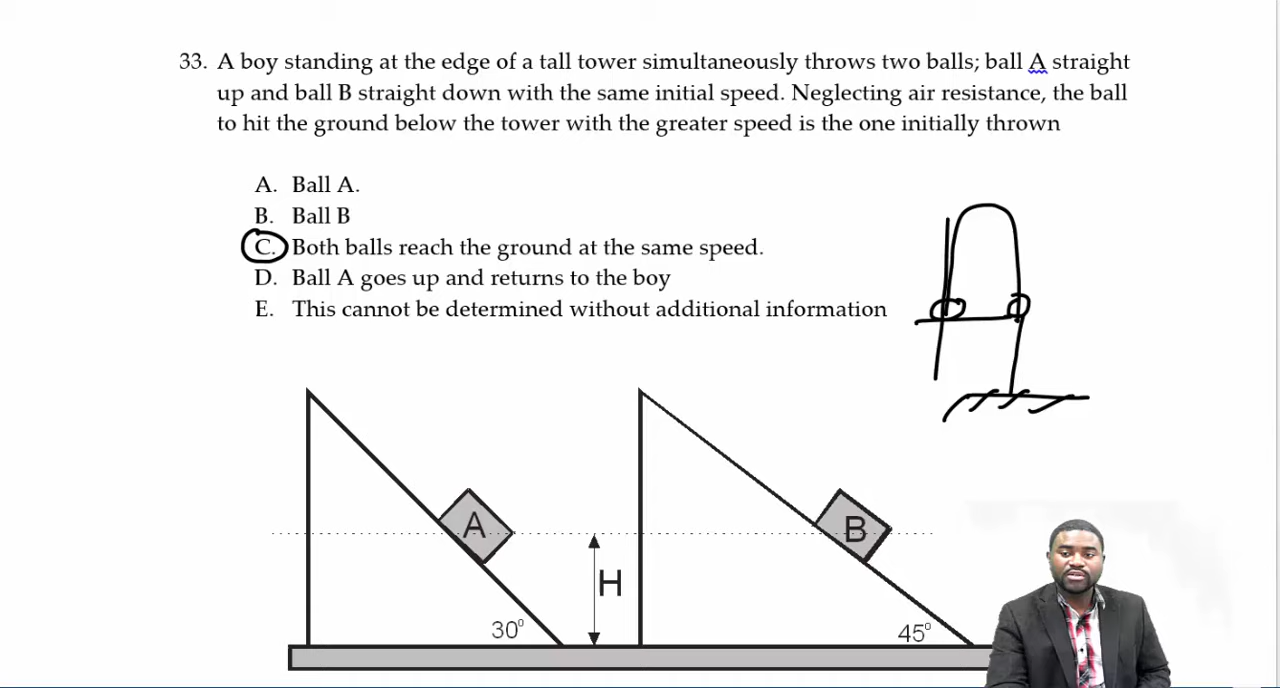 33. A boy standing at the edge of a tall tower simultaneously throws two balls; ball A straight
up and ball B straight down with the same initial speed. Neglecting air resistance, the ball
to hit the ground below the tower with the greater speed is the one initially thrown
A. Ball A.
B. Ball B
C. Both balls reach the ground at the same speed.
D. Ball A goes up and returns to the boy
E. This cannot be determined without additional information
A
B
H
30⁰
45⁰